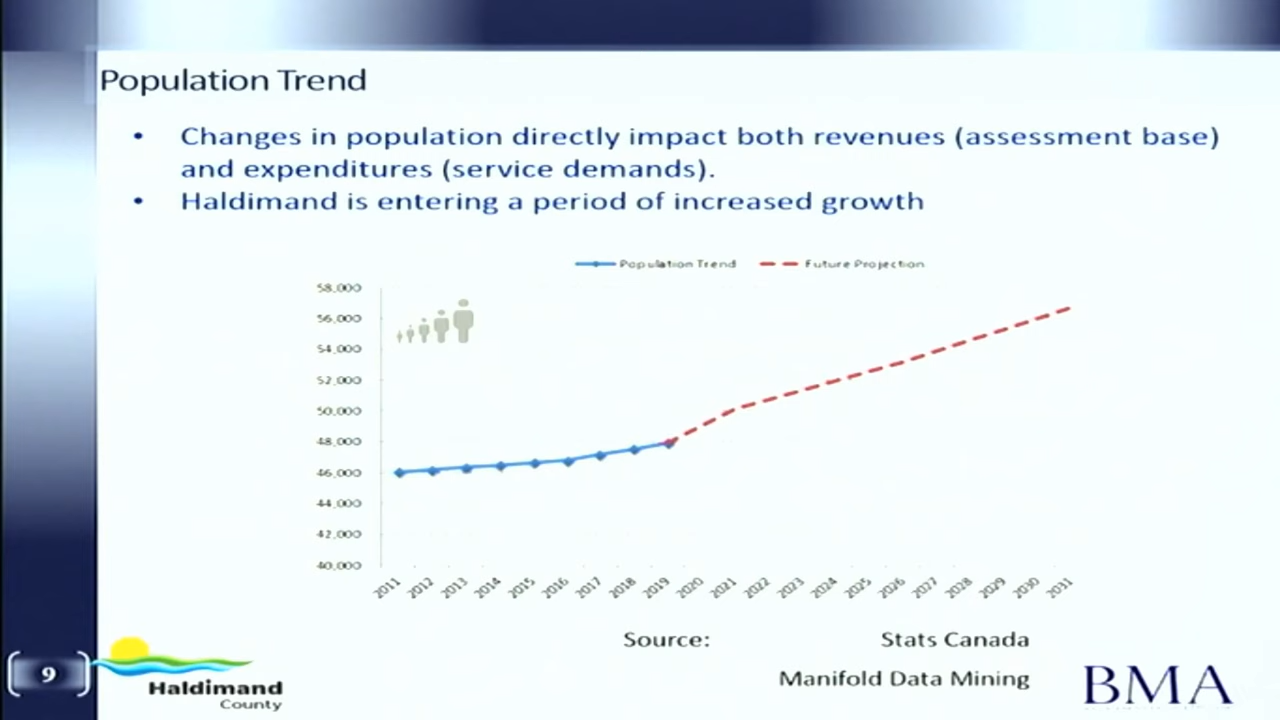 Population Trend
• Changes in population directly impact both revenues (assessment base)
and expenditures (service demands).
• Haldimand is entering a period of increased growth
Population Trend Future Projection
58,000
56,000
54,000
52,000
50,000
48,000
46,000
44,000
42,000
40,000
2011 2012 2013 2014 2015 2016 2017 2018 2019 2020 2021 2022 2023 2024 2025 2026 2027 2028 2029 2030 2031
Source: Stats Canada
Manifold Data Mining
9
Haldimand
County
BMA